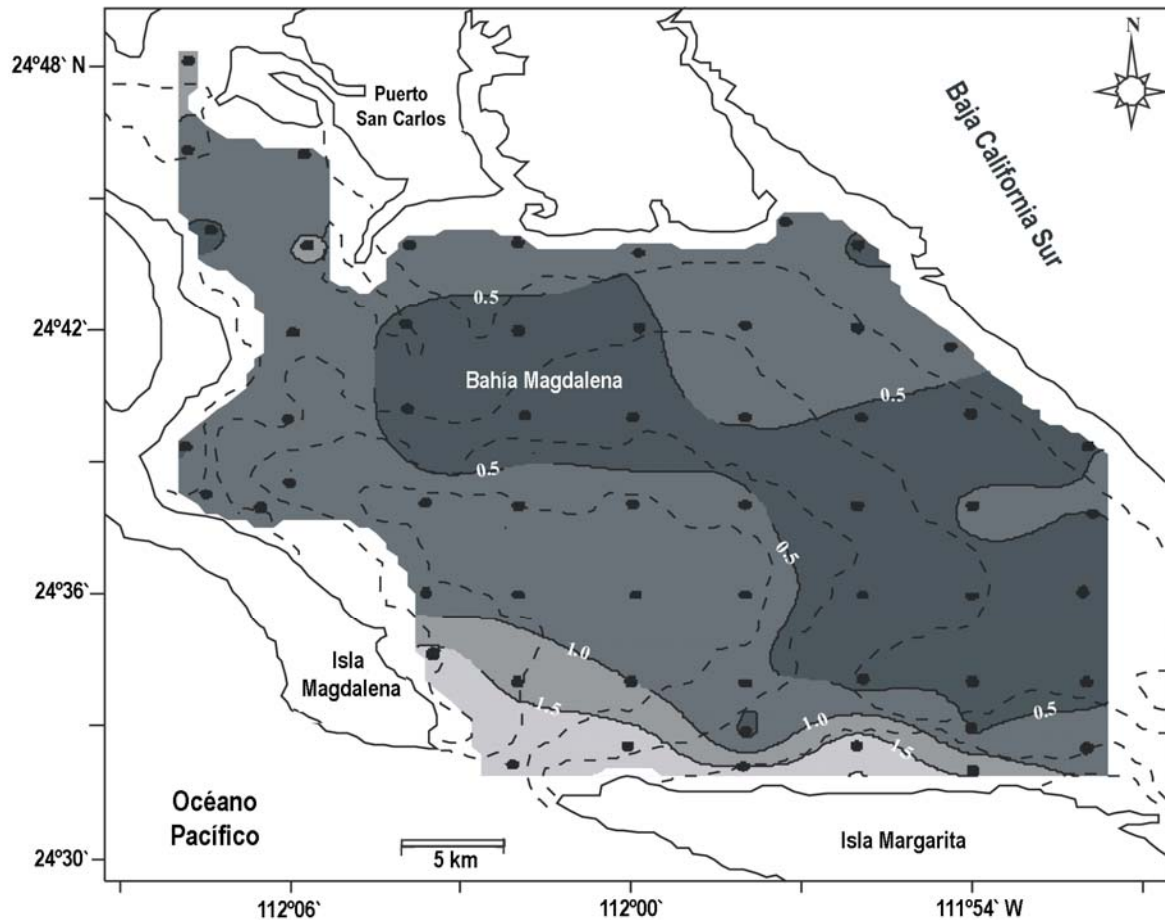 N
24°48` N
Puerto
San Carlos
Baja California Sur
0.5
24°42`
Bahía Magdalena
0.5
0.5
0.5
24°36`
1.0
Isla
Magdalena
1.5
0.5
1.0
1.5
Océano
Pacífico
Isla Margarita
5 km
24°30`
112°06`
112°00`
111°54` W